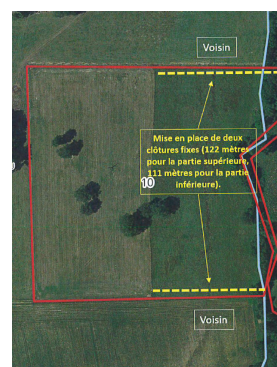 Voisin
Mise en place de deux
clôtures fixes (122 mètres
pour la partie supérieure,
111 mètres pour la partie
inférieure).
10
Voisin